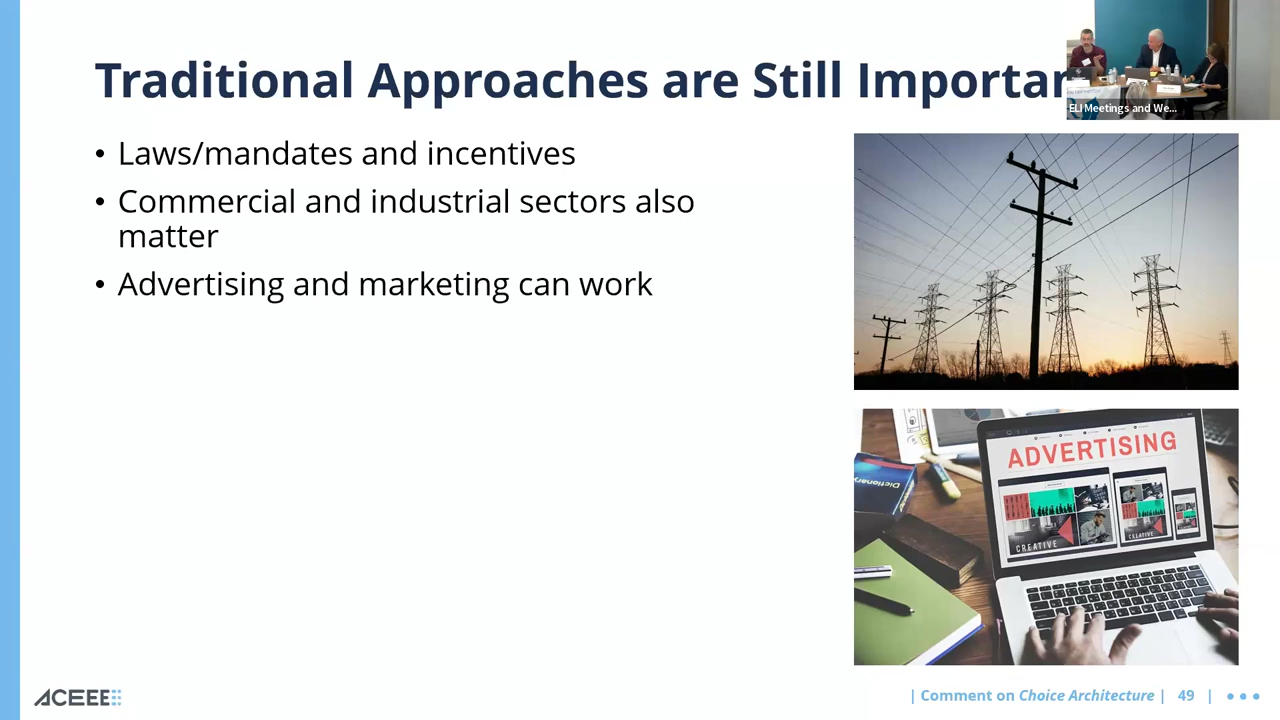 Traditional Approaches are Still Importan
ELI Meetings and We...
• Laws/mandates and incentives
• Commercial and industrial sectors also
matter
• Advertising and marketing can work
Dictionary
ADVERTISING
CREATIVE
CREATIVE
ACEEE
| Comment on Choice Architecture | 49 |